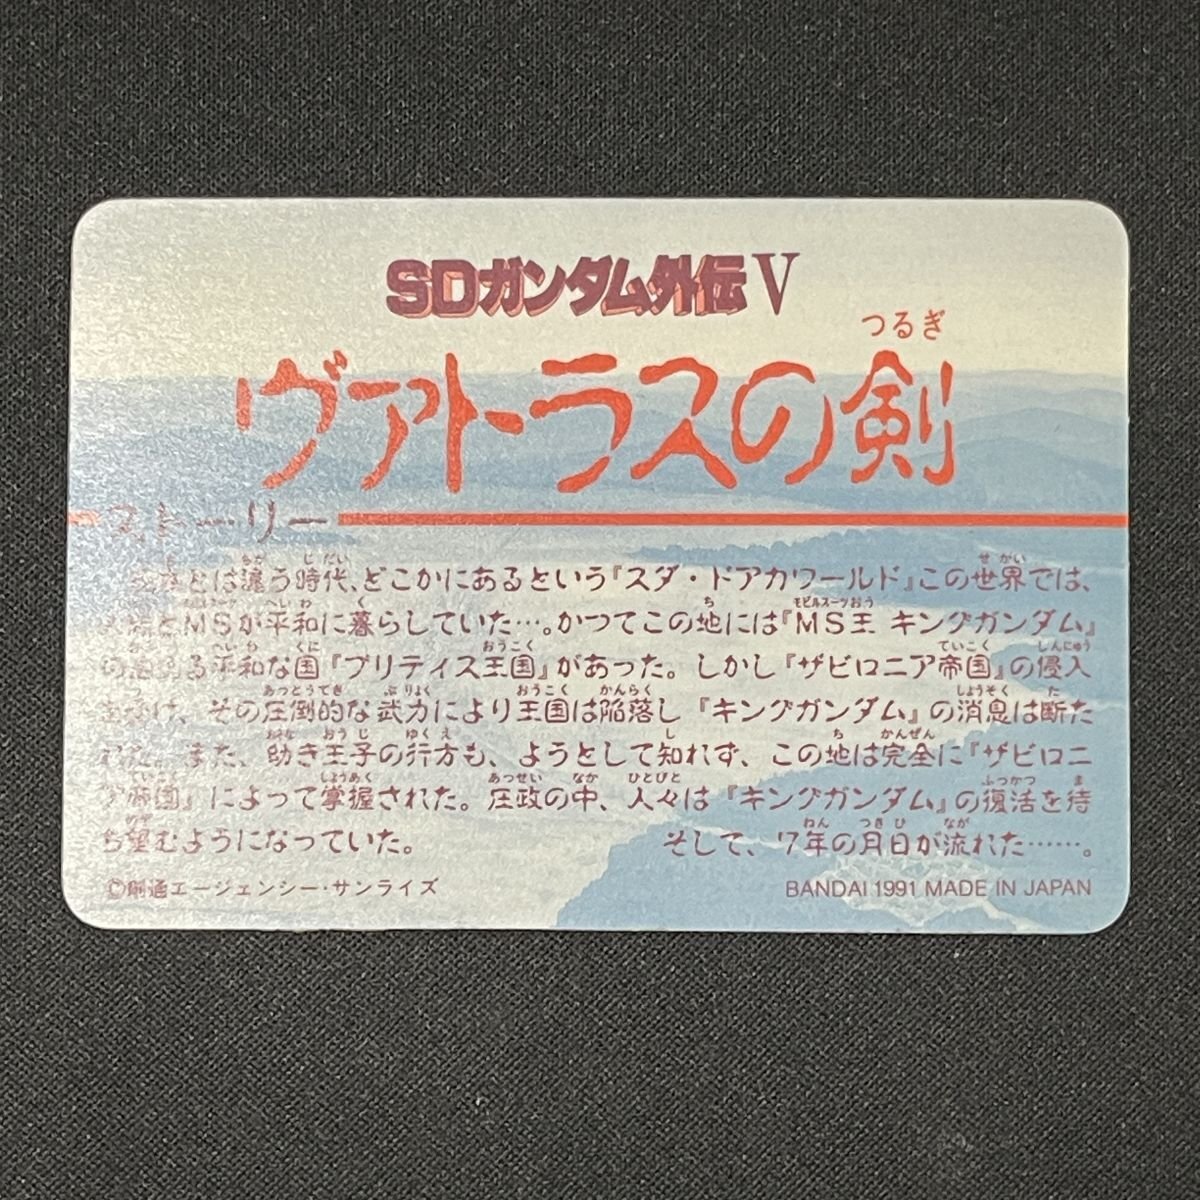 SDガンダム外伝 V
つるぎ
ヴァトラスの剣
ストーリー
とは違う時代、どこかにあるという『スダ・ドアカワールド』この世界では、
とMSが平和に暮らしていた…。かつてこの地には『MS王 キングガンダム』
る平和な国『ブリティス王国』があった。しかし『ザビロニア帝国』の侵入
け、その圧倒的な武力により王国は陥落し『キングガンダム』の消息は断た
れた。また、幼き王子の行方も、ようとして知れず、この地は完全に『ザビロニ
ア帝国』によって掌握された。圧政の中、人々は『キングガンダム』の復活を待
ち望むようになっていた。 そして、7年の月日が流れた……。
©創通エージェンシー・サンライズ BANDAI 1991 MADE IN JAPAN